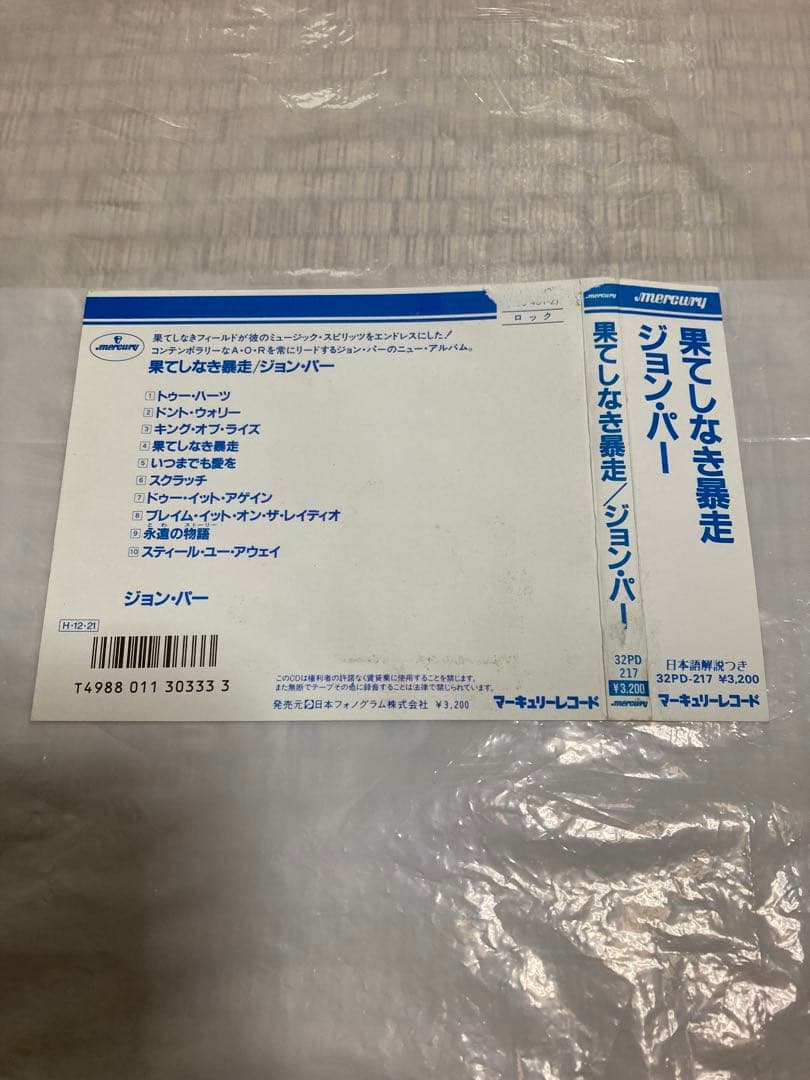 mercury
果てしなきフィールドが彼のミュージック・スピリッツをエンドレスにした!
コンテンポラリーなA・O・Rを常にリードするジョン・パーのニュー・アルバム。
果てしなき暴走/ジョン・パー
ロック
1 トゥー・ハーツ
2 ドント・ウォリー
3 キング・オブ・ライズ
4 果てしなき暴走
5 いつまでも愛を
6 スクラッチ
7 ドゥー・イット・アゲイン
8 ブレイム・イット・オン・ザ・レイディオ
とわ ストーリー
9 永遠の物語
10 スティール・ユー・アウェイ
ジョン・パー
H-12-21
T4988 011 30333 3
このCDは権利者の許諾なく賃貸業に使用することを禁じます。
また無断でテープその他に録音することは法律で禁じられています。
発売元 日本フォノグラム株式会社 ¥3,200
マーキュリーレコード
mercury
果てしなき暴走/ジョン・パー
32PD
217
¥3,200
mercury
mercury
果てしなき暴走
ジョン・パー
日本語解説つき
32PD-217 ¥3,200
マーキュリーレコード